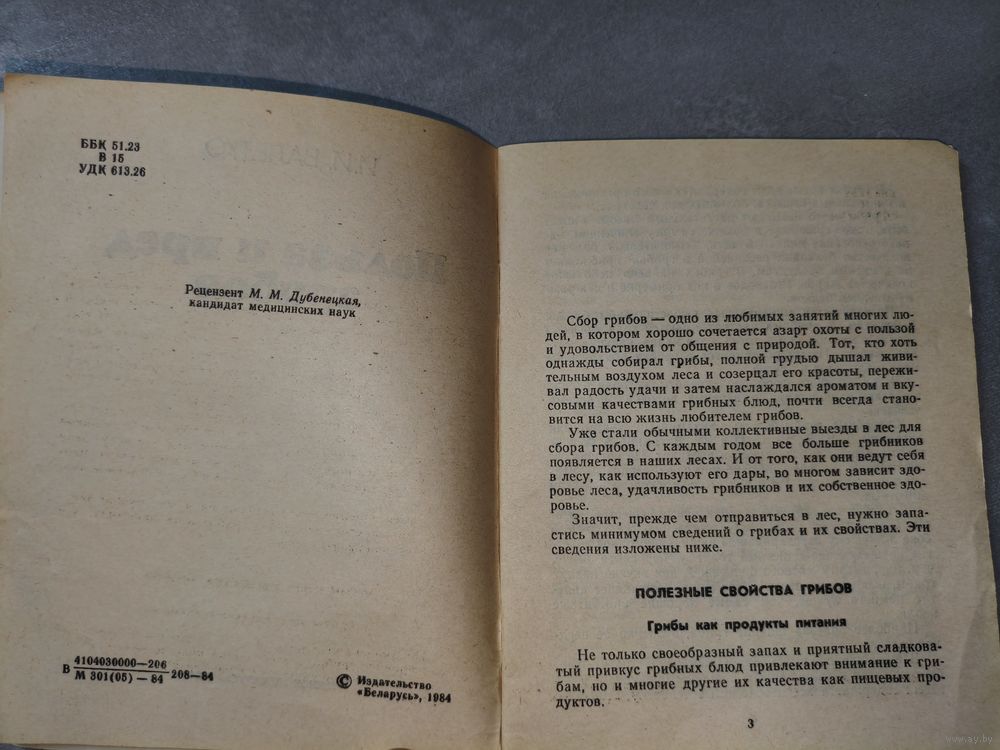 ББК 51.23
В 15
УДК 613.26
Рецензент М. М. Дубенецкая,
кандидат медицинских наук
В 4104030000—206
М 301(05)—84 208—84
© Издательство
«Беларусь», 1984
Сбор грибов — одно из любимых занятий многих лю-
дей, в котором хорошо сочетается азарт охоты с пользой
и удовольствием от общения с природой. Тот, кто хоть
однажды собирал грибы, полной грудью дышал живи-
тельным воздухом леса и созерцал его красоты, пережи-
вал радость удачи и затем наслаждался ароматом и вку-
совыми качествами грибных блюд, почти всегда стано-
вится на всю жизнь любителем грибов.
Уже стали обычными коллективные выезды в лес для
сбора грибов. С каждым годом все больше грибников
появляется в наших лесах. И от того, как они ведут себя
в лесу, как используют его дары, во многом зависит здо-
ровье леса, удачливость грибников и их собственное здо-
ровье.
Значит, прежде чем отправиться в лес, нужно запа-
стись минимумом сведений о грибах и их свойствах. Эти
сведения изложены ниже.
ПОЛЕЗНЫЕ СВОЙСТВА ГРИБОВ
Грибы как продукты питания
Не только своеобразный запах и приятный сладкова-
тый привкус грибных блюд привлекают внимание к гри-
бам, но и многие другие их качества как пищевых про-
дуктов.
3
www.ay.by